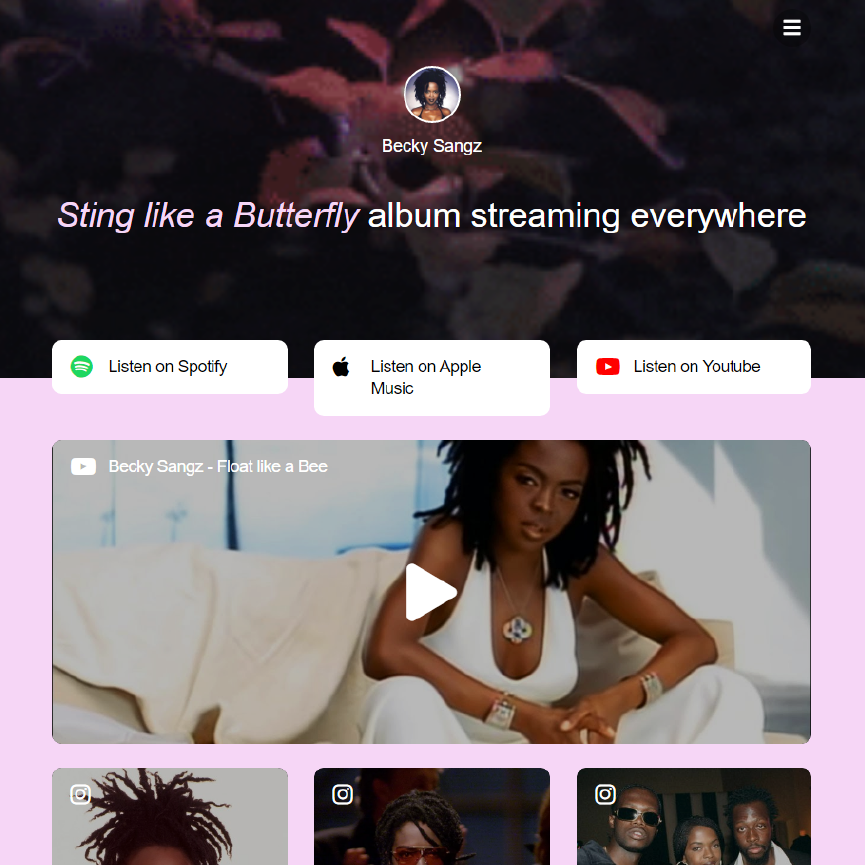 Becky Sangz
Sting like a Butterfly album streaming everywhere
Listen on Spotify
Listen on Apple
Music
Listen on Youtube
Becky Sangz - Float like a Bee